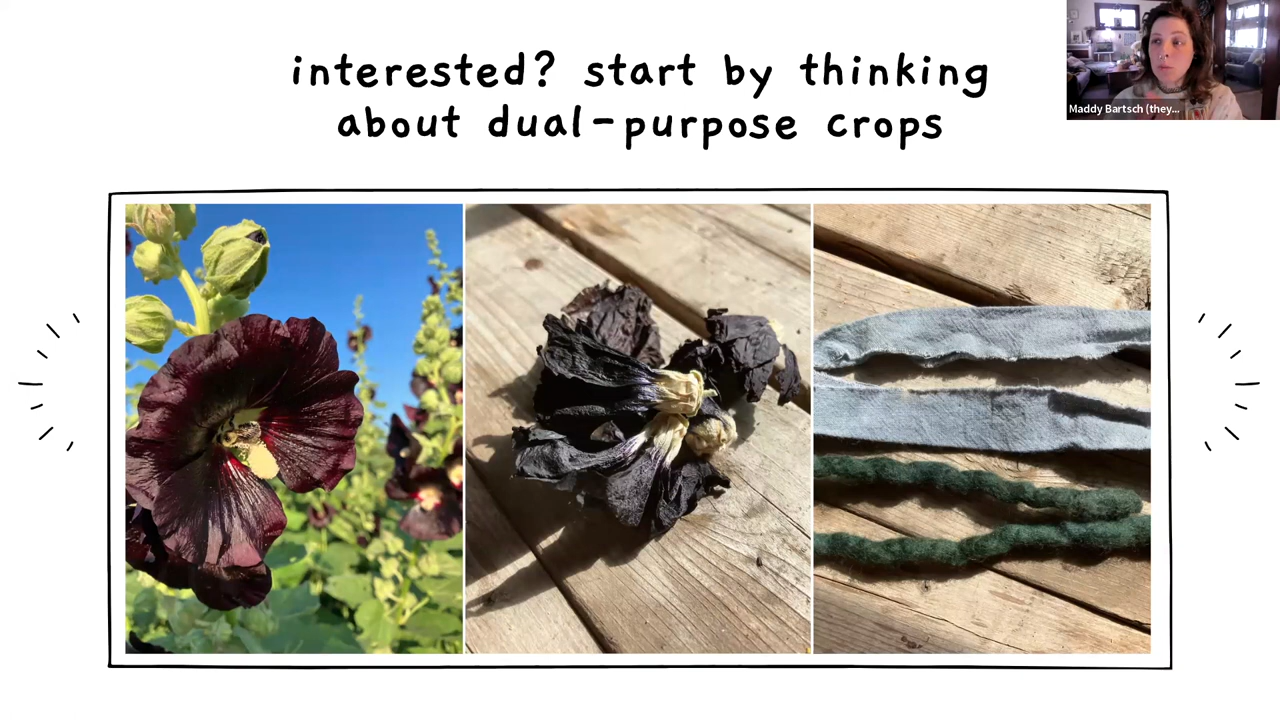 interested? start by thinking
about dual-purpose crops
Maddy Bartsch (they...